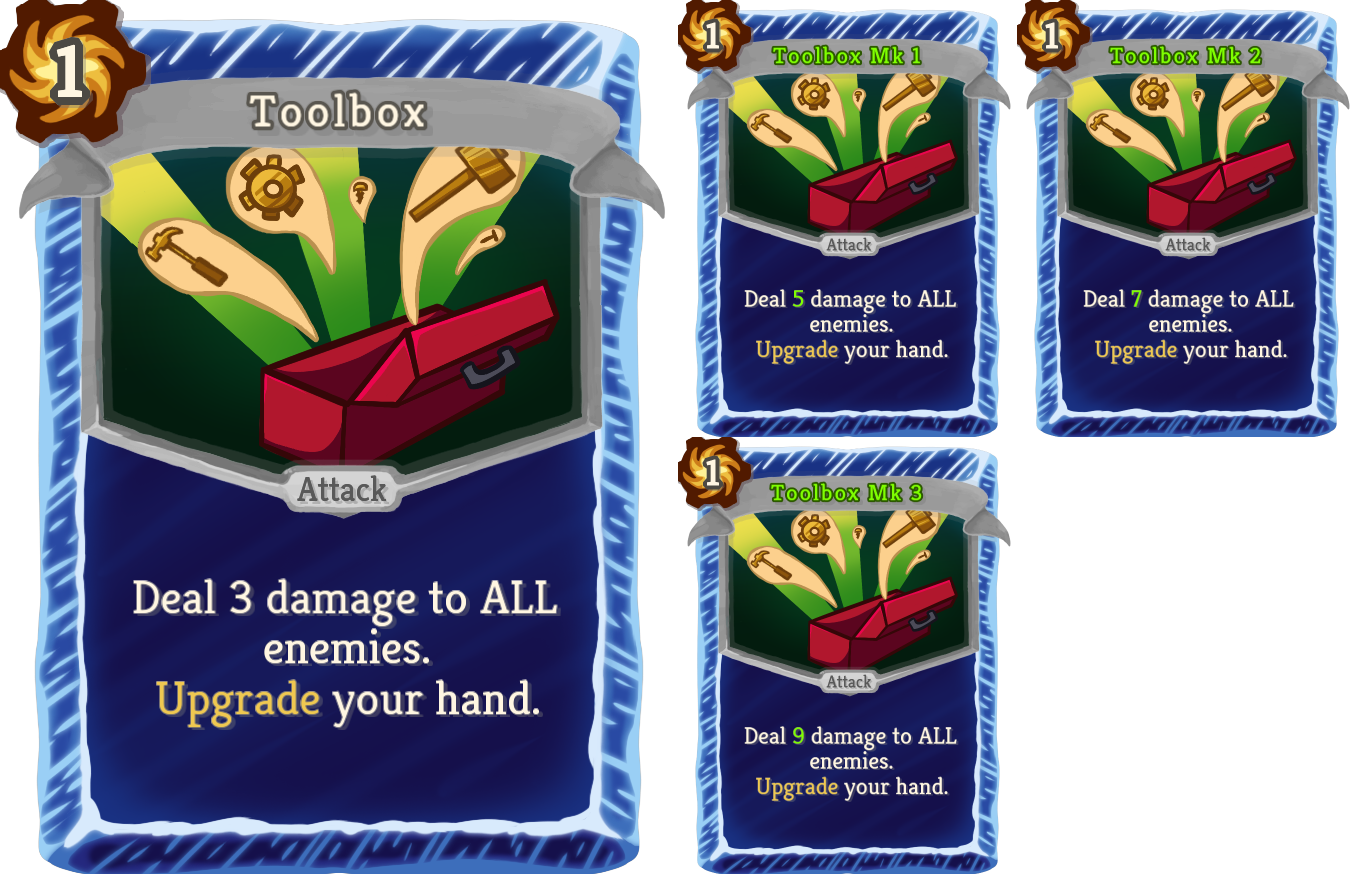 1
Toolbox
Attack
Deal 3 damage to ALL
enemies.
Upgrade your hand.
1
Toolbox Mk 1
Attack
Deal 5 damage to ALL
enemies.
Upgrade your hand.
1
Toolbox Mk 2
Attack
Deal 7 damage to ALL
enemies.
Upgrade your hand.
1
Toolbox Mk 3
Attack
Deal 9 damage to ALL
enemies.
Upgrade your hand.